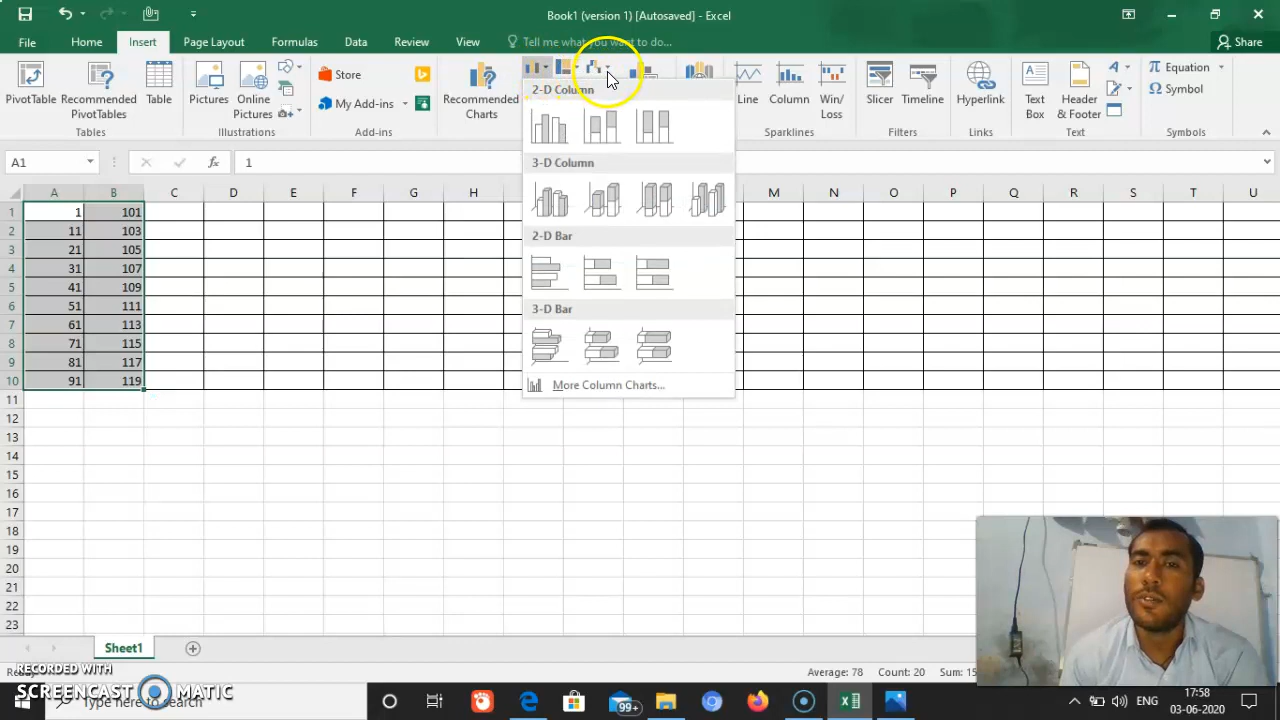 Book1 (version 1) [Autosaved] - Excel
File Home Insert Page Layout Formulas Data Review View Tell me what you want to do... Share
PivotTable Recommended PivotTables Table
Tables
Pictures Online Pictures
Illustrations
Store
My Add-ins
Add-ins
Recommended Charts
Line Column Win/Loss
Sparklines
Slicer Timeline
Filters
Hyperlink
Links
Text Box Header & Footer
Text
Equation
Symbol
Symbols
2-D Column
3-D Column
2-D Bar
3-D Bar
More Column Charts...
A1 fx 1
A B C D E F G H M N O P Q R S T U
1 1 101
2 11 103
3 21 105
4 31 107
5 41 109
6 51 111
7 61 113
8 71 115
9 81 117
10 91 119
11
12
13
14
15
16
17
18
19
20
21
22
23
Sheet1
Average: 78 Count: 20
RECORDED WITH
SCREENCAST MATIC
Type here to search
99+
ENG
17:58
03-06-2020